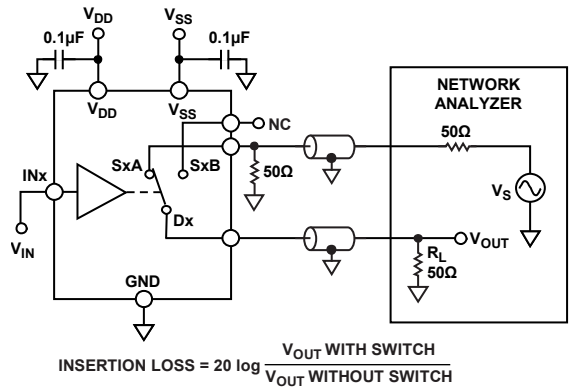 V_DD
V_SS
0.1µF
0.1µF
V_DD
V_SS
NC
NETWORK
ANALYZER
50Ω
SxA
SxB
50Ω
INx
V_S
Dx
V_OUT
V_IN
R_L
50Ω
GND
INSERTION LOSS = 20 log V_OUT WITH SWITCH
V_OUT WITHOUT SWITCH